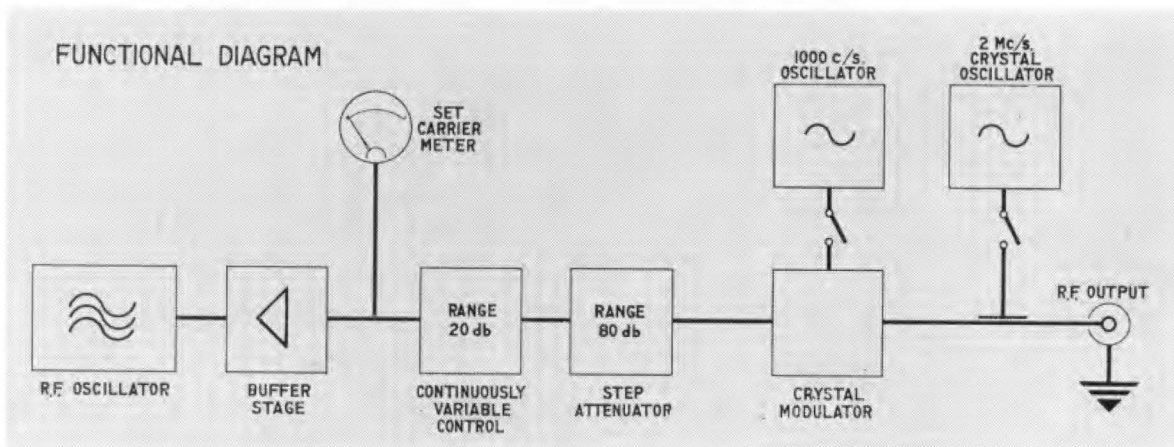 FUNCTIONAL DIAGRAM
SET
CARRIER
METER
1000 c/s.
OSCILLATOR
2 Mc/s.
CRYSTAL
OSCILLATOR
RANGE
20 db
RANGE
80 db
R.F. OUTPUT
R.F. OSCILLATOR
BUFFER
STAGE
CONTINUOUSLY
VARIABLE
CONTROL
STEP
ATTENUATOR
CRYSTAL
MODULATOR